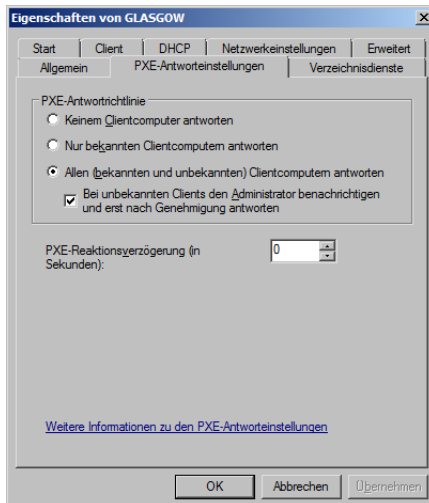 Eigenschaften von GLASGOW
Start Client DHCP Netzwerkeinstellungen Erweitert
Allgemein PXE-Antworteinstellungen Verzeichnisdienste
PXE-Antwortrichtlinie
Keinem Clientcomputer antworten
Nur bekannten Clientcomputern antworten
Allen (bekannten und unbekannten) Clientcomputern antworten
Bei unbekannten Clients den Administrator benachrichtigen
und erst nach Genehmigung antworten
PXE-Reaktionsverzögerung (in
Sekunden):
0
Weitere Informationen zu den PXE-Antworteinstellungen
OK Abbrechen Übernehmen